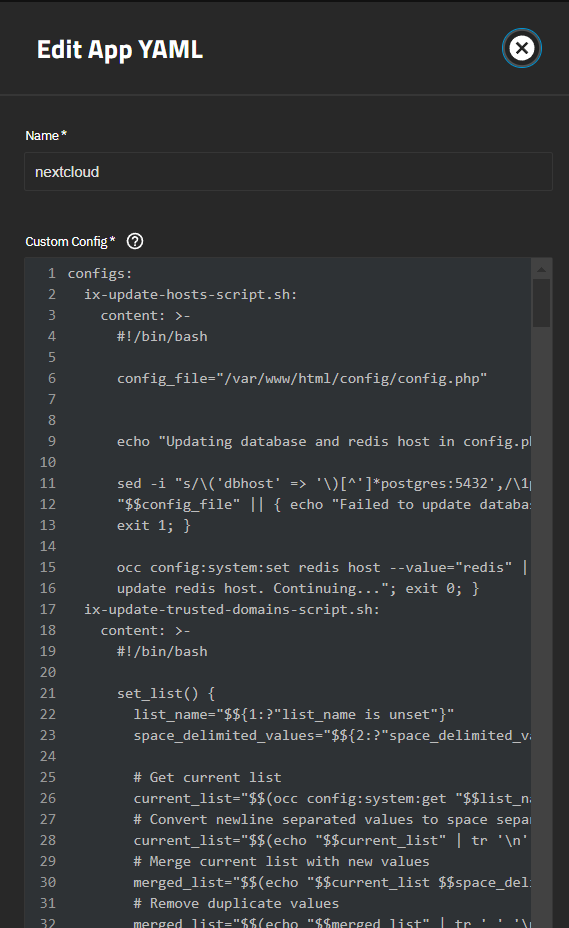 Edit App YAML
Name*
nextcloud
Custom Config* ?
1 configs:
2 ix-update-hosts-script.sh:
3 content: >-
4 #!/bin/bash
5
6 config_file="/var/www/html/config/config.php"
7
8
9 echo "Updating database and redis host in config.ph
10
11 sed -i "s/\('dbhost' => '\)[^']*postgres:5432',/\1p
12 "$$config_file" || { echo "Failed to update databa
13 exit 1; }
14
15 occ config:system:set redis host --value="redis" |
16 update redis host. Continuing..."; exit 0; }
17 ix-update-trusted-domains-script.sh:
18 content: >-
19 #!/bin/bash
20
21 set_list() {
22 list_name="$${1:?"list_name is unset"}"
23 space_delimited_values="$${2:?"space_delimited_va
24
25 # Get current list
26 current_list="$$(occ config:system:get "$$list_na
27 # Convert newline separated values to space separ
28 current_list="$$(echo "$$current_list" | tr '\n'
29 # Merge current list with new values
30 merged_list="$$(echo "$$current_list $$space_deli
31 # Remove duplicate values
32 merged_list="$$(echo "$$merged_list" | tr ' ' '\n